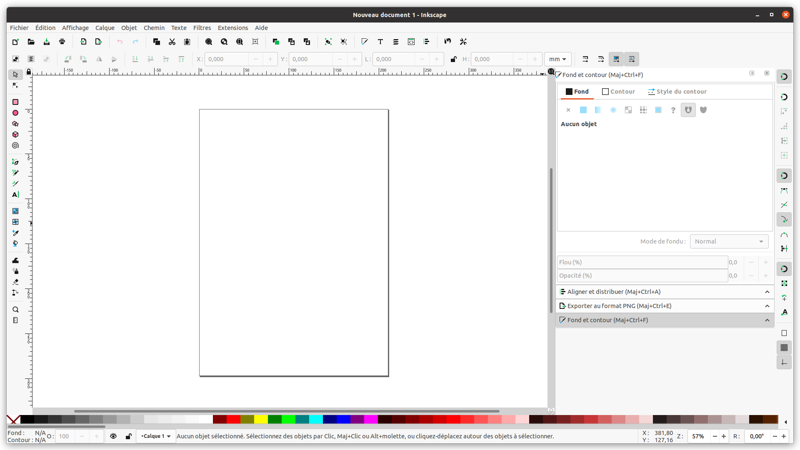 Nouveau document 1 - Inkscape
Fichier Édition Affichage Calque Objet Chemin Texte Filtres Extensions Aide
X: 0,000 Y: 0,000 L: 0,000 H: 0,000 mm
Fond et contour (Maj+Ctrl+F)
Fond Contour Style du contour
Aucun objet
Mode de fondu : Normal
Flou (%) 0,0
Opacité (%) 0,0
Aligner et distribuer (Maj+Ctrl+A)
Exporter au format PNG (Maj+Ctrl+E)
Fond et contour (Maj+Ctrl+F)
Fond : N/A
Contour : N/A
O: 100
•Calque 1
Aucun objet sélectionné. Sélectionnez des objets par Clic, Maj+Clic ou Alt+molette, ou cliquez-déplacez autour des objets à sélectionner.
X: 381,80
Y: 127,16
Z: 57%
R: 0,00°